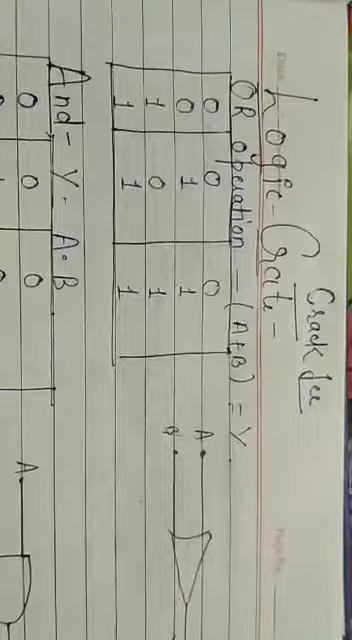 Crack Jee
Logic Gate-
OR operation - (A+B) = Y
0 0 0
0 1 1
1 0 1
1 1 1
A
B
And - Y - A.B
0 0 0
A